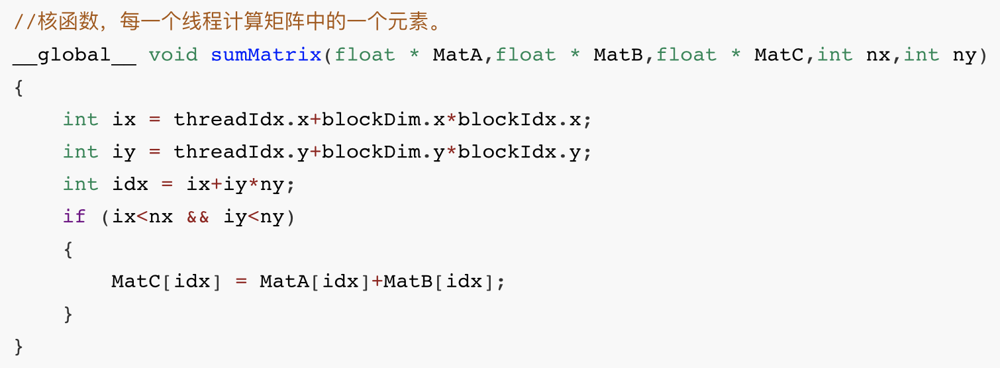 //核函数，每一个线程计算矩阵中的一个元素。
__global__ void sumMatrix(float * MatA,float * MatB,float * MatC,int nx,int ny)
{
    int ix = threadIdx.x+blockDim.x*blockIdx.x;
    int iy = threadIdx.y+blockDim.y*blockIdx.y;
    int idx = ix+iy*ny;
    if (ix<nx && iy<ny)
    {
        MatC[idx] = MatA[idx]+MatB[idx];
    }
}